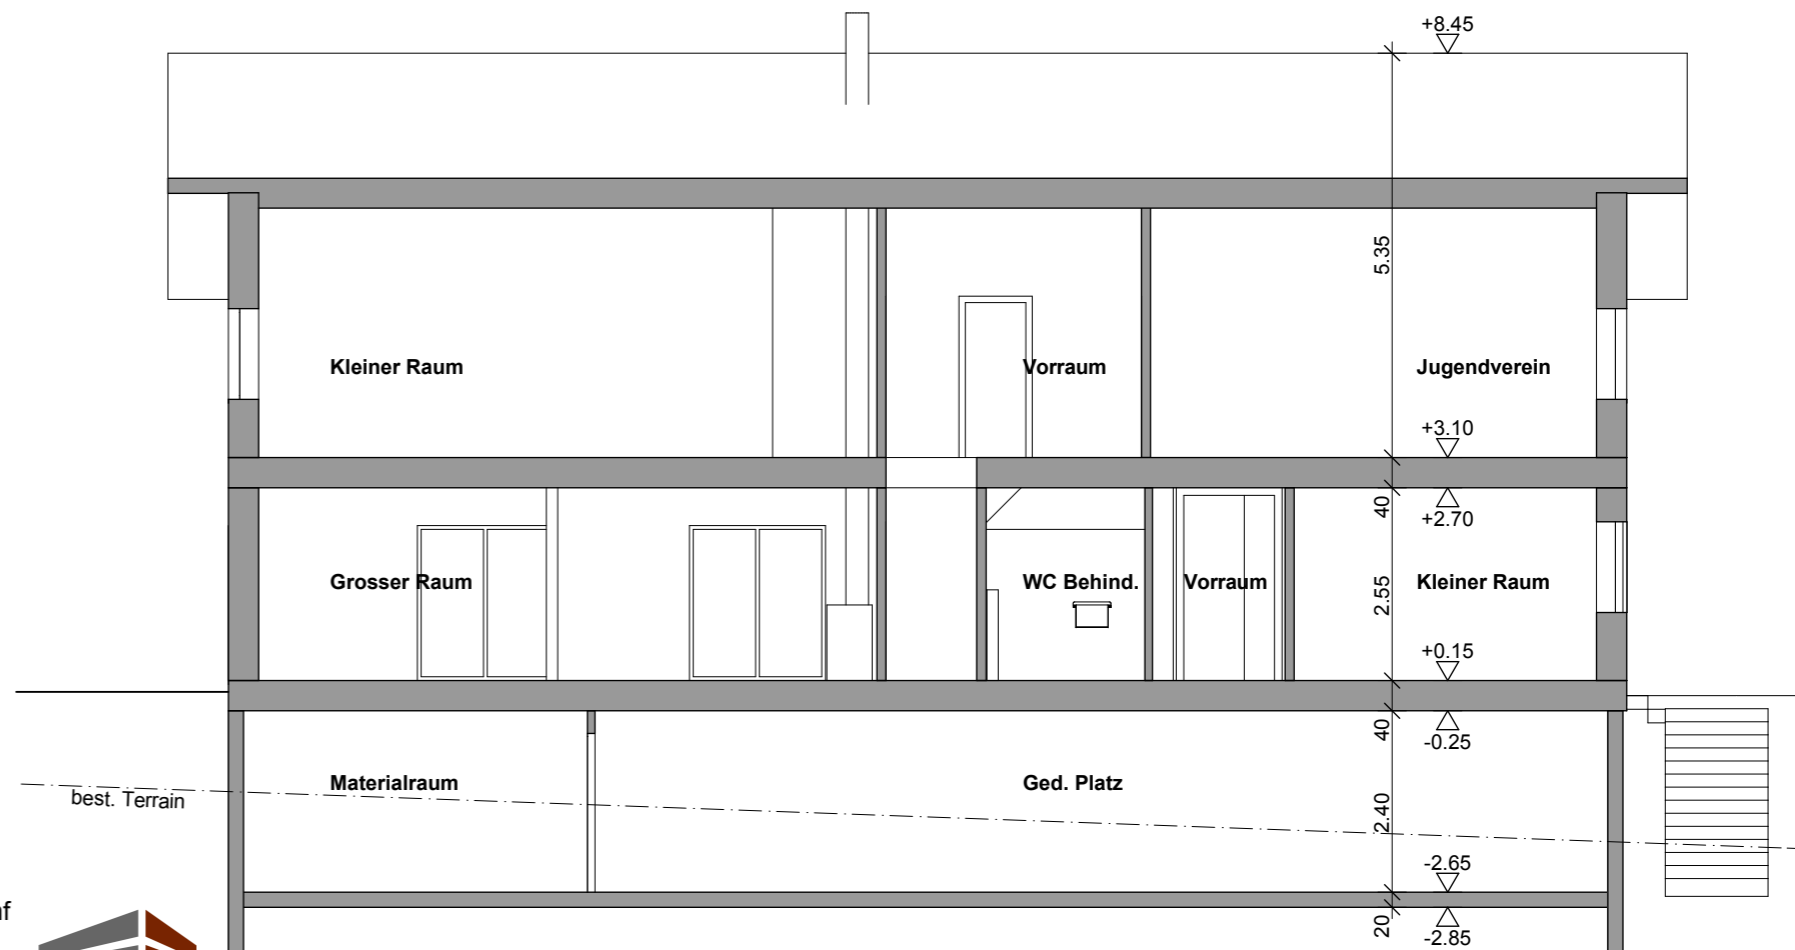 +8.45
5.35
Kleiner Raum
Vorraum
Jugendverein
+3.10
40
+2.70
Grosser Raum
WC Behind.
Vorraum
Kleiner Raum
2.55
+0.15
40
-0.25
Materialraum
Ged. Platz
best. Terrain
2.40
-2.65
20
-2.85